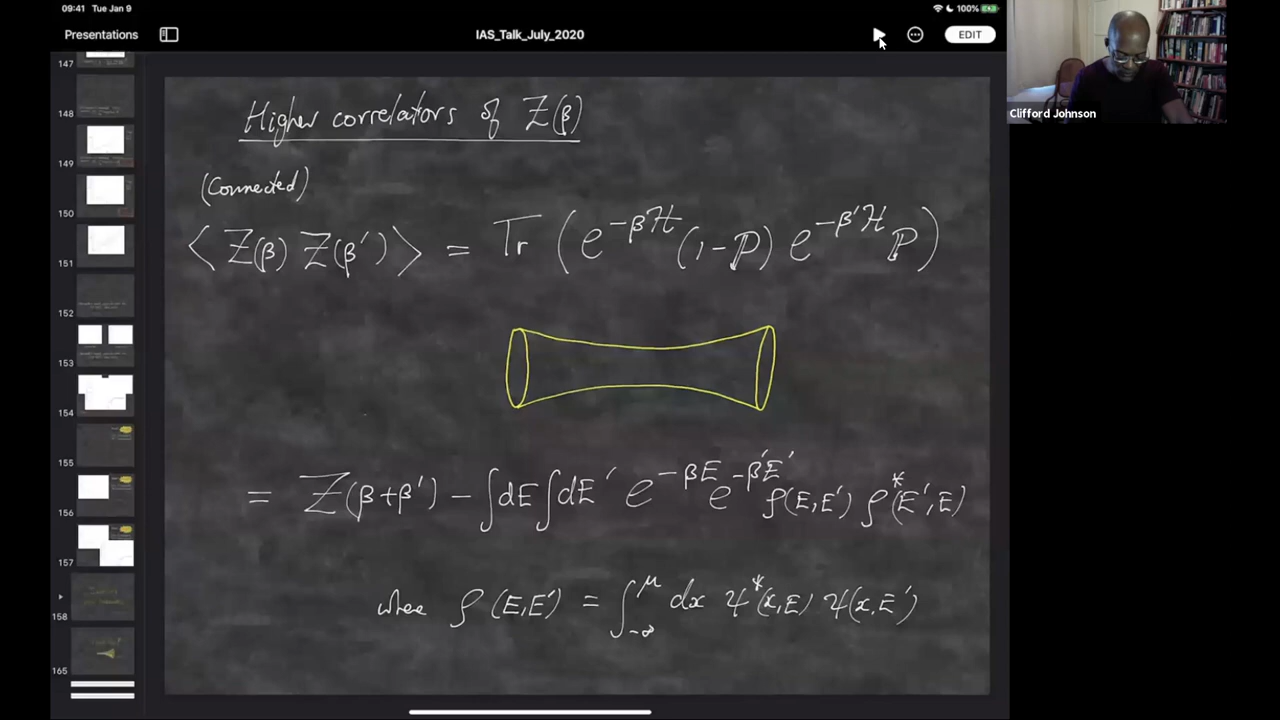 09:41 Tue Jan 9
100%
Presentations
IAS_Talk_July_2020
EDIT
Clifford Johnson
147
148
149
150
151
152
153
154
155
156
157
158
165
Higher correlators of Z(β)
(Connected)
⟨Z(β) Z(β′)⟩ = Tr (e^{-βℋ}(1-ℙ) e^{-β′ℋ}ℙ)
= Z(β+β′) - ∫dE∫dE′ e^{-βE}e^{-β′E′} ρ(E,E′) ρ*(E′,E)
where ρ(E,E′) = ∫_{-∞}^{μ} dx ψ*(x,E) ψ(x,E′)